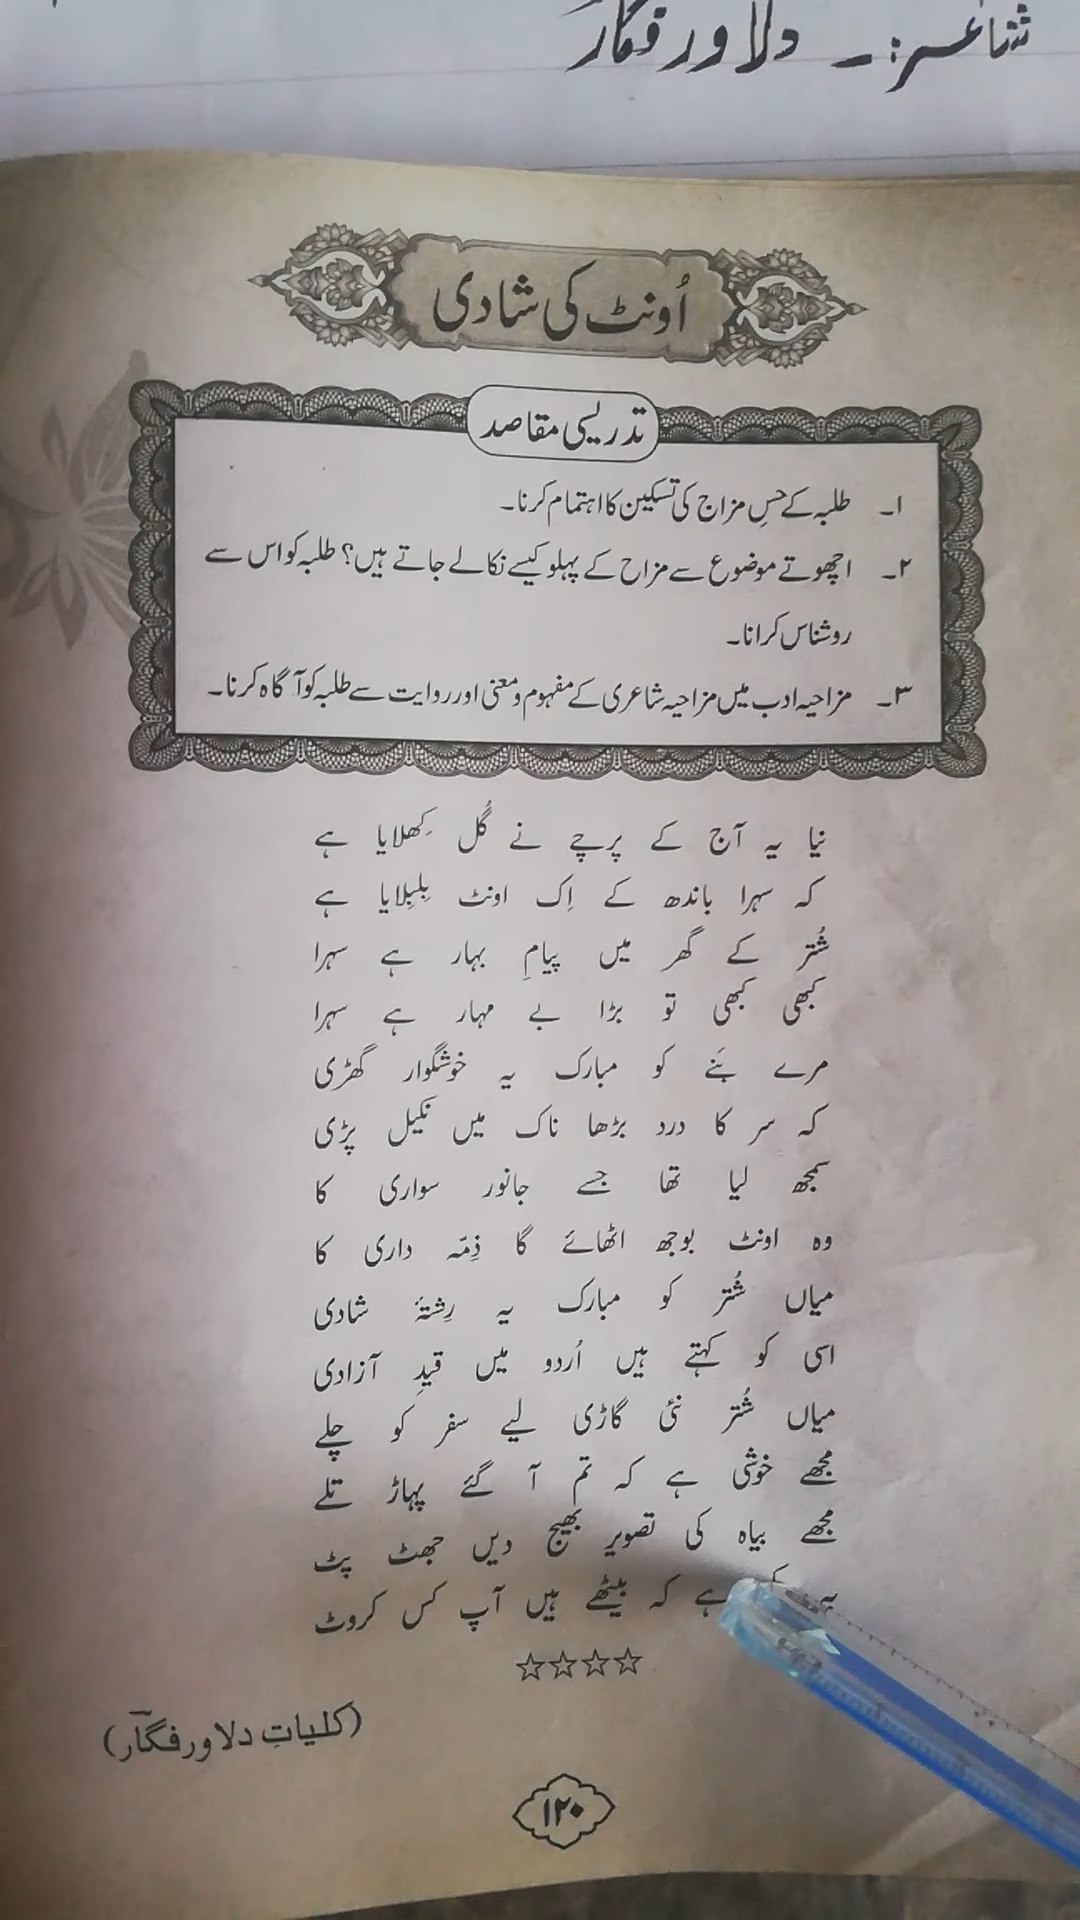 شاعر:۔ دلاور فگار
اُونٹ کی شادی
تدریسی مقاصد
۱۔ طلبہ کے حسِ مزاح کی تسکین کا اہتمام کرنا۔
۲۔ اچھوتے موضوع سے مزاح کے پہلو کیسے نکالے جاتے ہیں؟ طلبہ کو اس سے
روشناس کرانا۔
۳۔ مزاحیہ ادب میں مزاحیہ شاعری کے مفہوم و معنی اور روایت سے طلبہ کو آگاہ کرنا۔
نیا یہ آج کے پرچے نے گُل کِھلایا ہے
کہ سہرا باندھ کے اِک اونٹ بِلبِلایا ہے
شُتر کے گھر میں پیامِ بہار ہے سہرا
کبھی کبھی تو بڑا بے مہار ہے سہرا
مرے بَنے کو مبارک یہ خوشگوار گھڑی
کہ سر کا درد بڑھا ناک میں نکیل پڑی
سمجھ لیا تھا جسے جانور سواری کا
وہ اونٹ بوجھ اٹھائے گا ذِمّہ داری کا
میاں شُتر کو مبارک یہ رِشتۂ شادی
اسی کو کہتے ہیں اُردو میں قیدِ آزادی
میاں شُتر نئی گاڑی لیے سفر کو چلے
مجھے خوشی ہے کہ تم آ گئے پہاڑ تلے
مجھے بیاہ کی تصویر بھیج دیں جھٹ پٹ
ہے کہ بیٹھے ہیں آپ کس کروٹ
☆☆☆☆
(کلیاتِ دلاور فگار)
۱۲۰